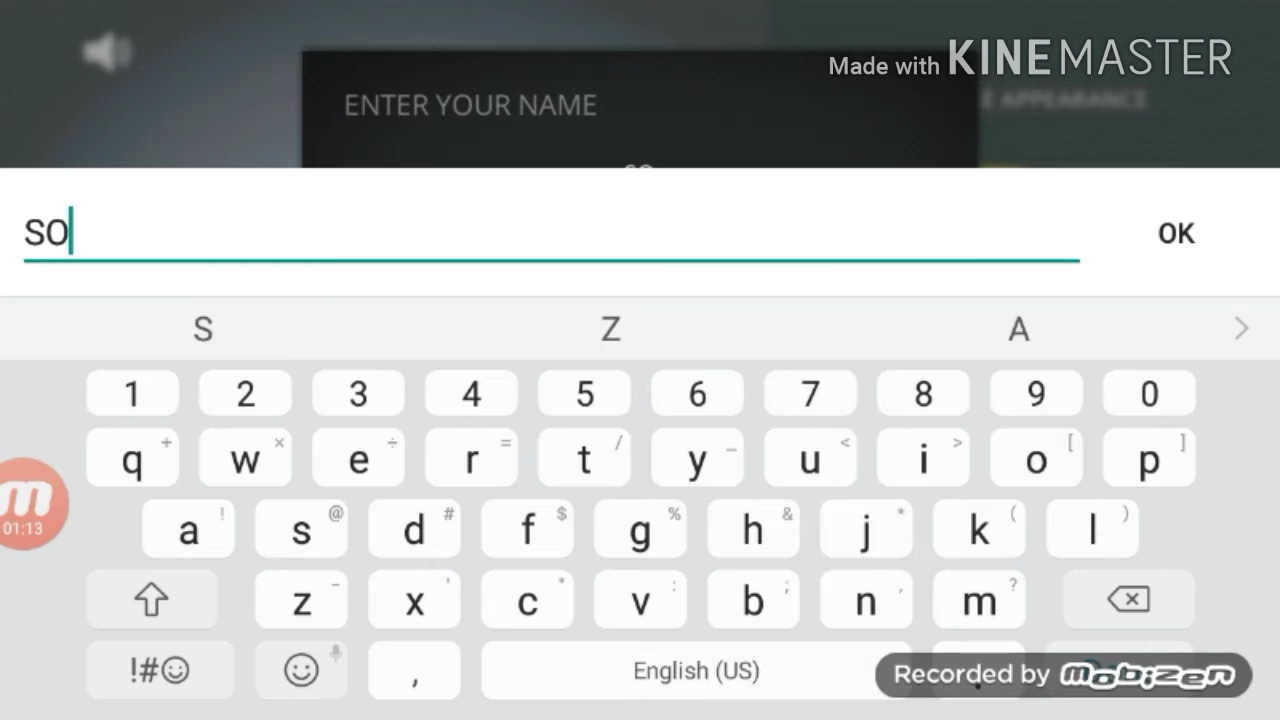 Made with KINEMASTER
ENTER YOUR NAME
E APPEARANCE
SO
OK
S Z A
1 2 3 4 5 6 7 8 9 0
q + w × e ÷ r = t / y _ u < i > o [ p ]
a ! s @ d # f $ g % h & j * k ( l )
z - x ' c " v : b ; n , m ?
!#☺ , English (US)
01:13
Recorded by mobizen